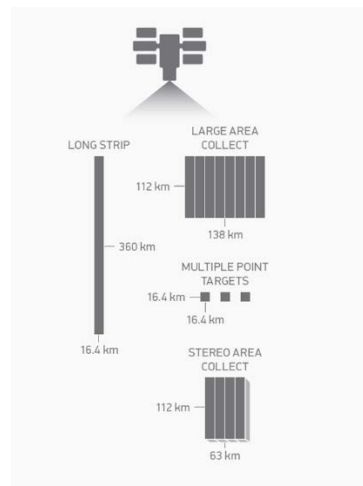 LONG STRIP
360 km
16.4 km
LARGE AREA
COLLECT
112 km
138 km
MULTIPLE POINT
TARGETS
16.4 km
16.4 km
STEREO AREA
COLLECT
112 km
63 km